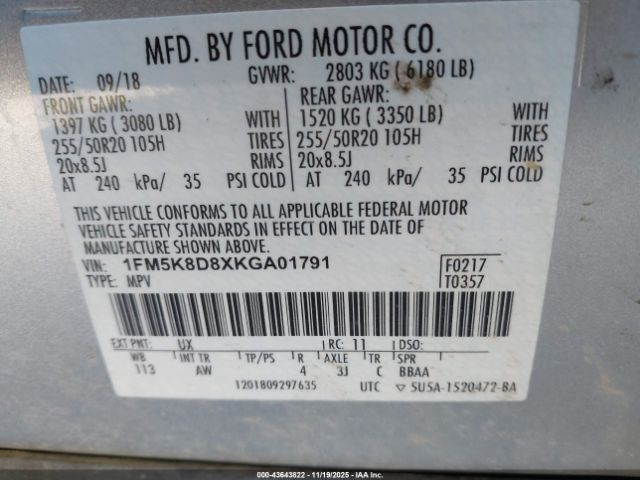 MFD. BY FORD MOTOR CO.
DATE: 09/18 GVWR: 2803 KG ( 6180 LB)
FRONT GAWR: REAR GAWR:
1397 KG ( 3080 LB) WITH 1520 KG ( 3350 LB) WITH
255/50R20 105H TIRES 255/50R20 105H TIRES
20x8.5J RIMS 20x8.5J RIMS
AT 240 kPa/ 35 PSI COLD AT 240 kPa/ 35 PSI COLD
THIS VEHICLE CONFORMS TO ALL APPLICABLE FEDERAL MOTOR
VEHICLE SAFETY STANDARDS IN EFFECT ON THE DATE OF
MANUFACTURE SHOWN ABOVE.
VIN: 1FM5K8D8XKGA01791 F0217
TYPE: MPV T0357
EXT PNT: UX RC: 11 DSO:
WB INT TR TP/PS R AXLE TR SPR
113 AW 4 3J C BBAA
1201809297635 UTC ▽ 5U5A-1520472-BA
000-43643822 — 11/19/2025 — IAA Inc.